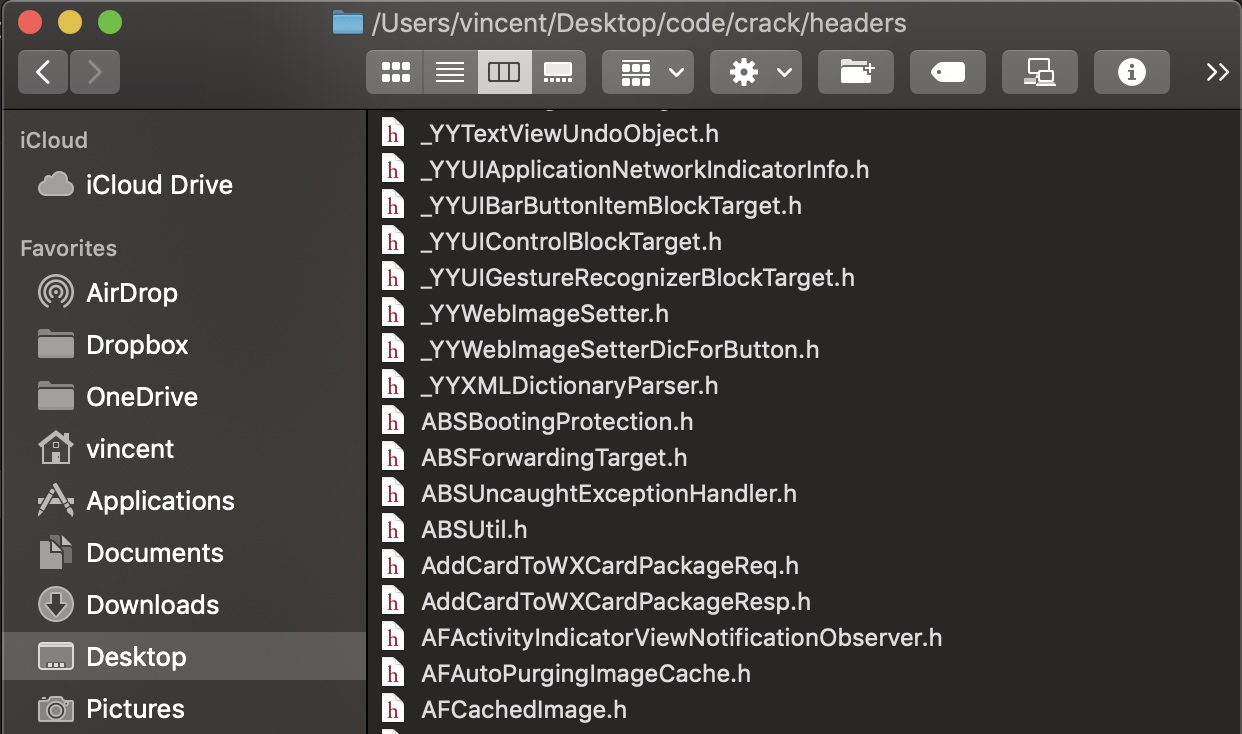 /Users/vincent/Desktop/code/crack/headers
iCloud
iCloud Drive
Favorites
AirDrop
Dropbox
OneDrive
vincent
Applications
Documents
Downloads
Desktop
Pictures
h _YYTextViewUndoObject.h
h _YYUIApplicationNetworkIndicatorInfo.h
h _YYUIBarButtonItemBlockTarget.h
h _YYUIControlBlockTarget.h
h _YYUIGestureRecognizerBlockTarget.h
h _YYWebImageSetter.h
h _YYWebImageSetterDicForButton.h
h _YYXMLDictionaryParser.h
h ABSBootingProtection.h
h ABSForwardingTarget.h
h ABSUncaughtExceptionHandler.h
h ABSUtil.h
h AddCardToWXCardPackageReq.h
h AddCardToWXCardPackageResp.h
h AFActivityIndicatorViewNotificationObserver.h
h AFAutoPurgingImageCache.h
h AFCachedImage.h